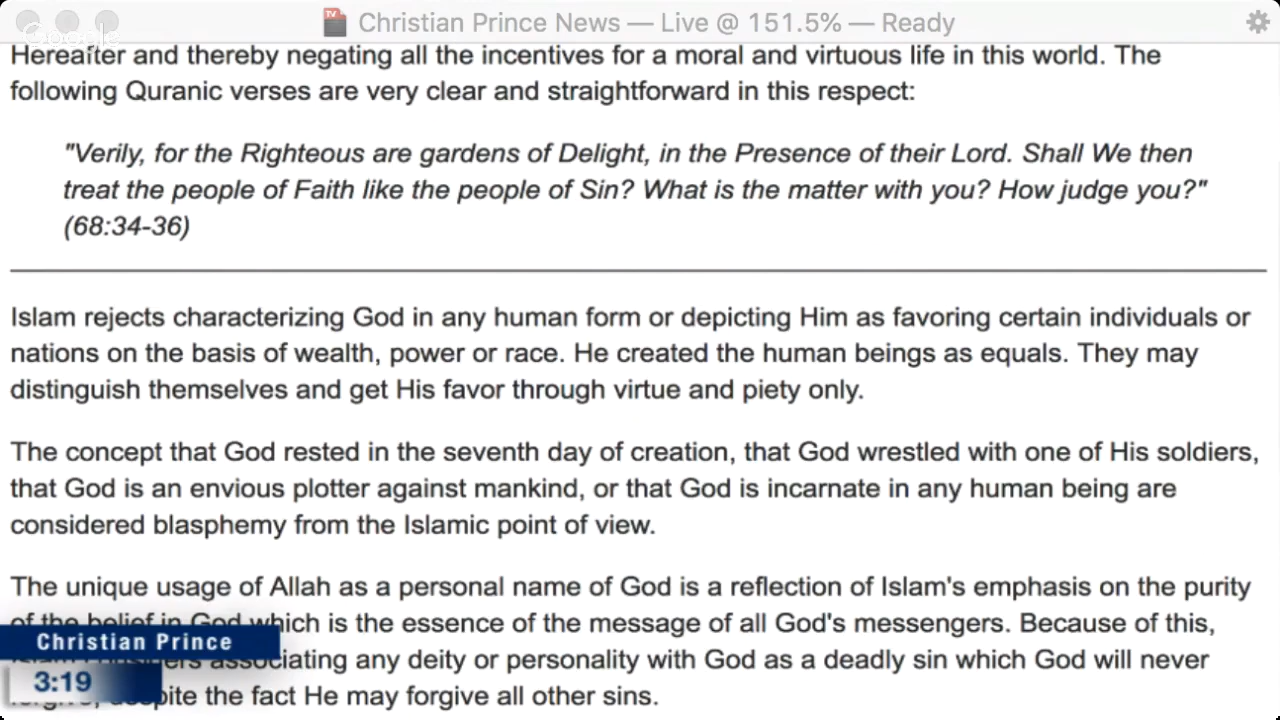 Christian Prince News — Live @ 151.5% — Ready
Google
Hereafter and thereby negating all the incentives for a moral and virtuous life in this world. The
following Quranic verses are very clear and straightforward in this respect:
"Verily, for the Righteous are gardens of Delight, in the Presence of their Lord. Shall We then
treat the people of Faith like the people of Sin? What is the matter with you? How judge you?"
(68:34-36)
Islam rejects characterizing God in any human form or depicting Him as favoring certain individuals or
nations on the basis of wealth, power or race. He created the human beings as equals. They may
distinguish themselves and get His favor through virtue and piety only.
The concept that God rested in the seventh day of creation, that God wrestled with one of His soldiers,
that God is an envious plotter against mankind, or that God is incarnate in any human being are
considered blasphemy from the Islamic point of view.
The unique usage of Allah as a personal name of God is a reflection of Islam's emphasis on the purity
of the belief in God which is the essence of the message of all God's messengers. Because of this,
Christian Prince
associating any deity or personality with God as a deadly sin which God will never
3:19
the fact He may forgive all other sins.